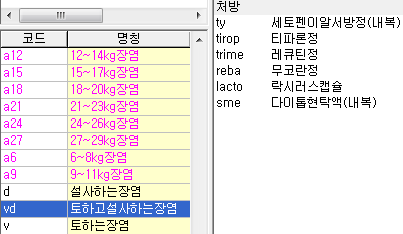 코드 명칭
a12 12~14kg장염
a15 15~17kg장염
a18 18~20kg장염
a21 21~23kg장염
a24 24~26kg장염
a27 27~29kg장염
a6 6~8kg장염
a9 9~11kg장염
d 설사하는장염
vd 토하고설사하는장염
v 토하는장염
처방
ty 세토펜이알서방정(내복)
tirop 티파론정
trime 레큐틴정
reba 무코란정
lacto 락시러스캡슐
sme 다이톱현탁액(내복)